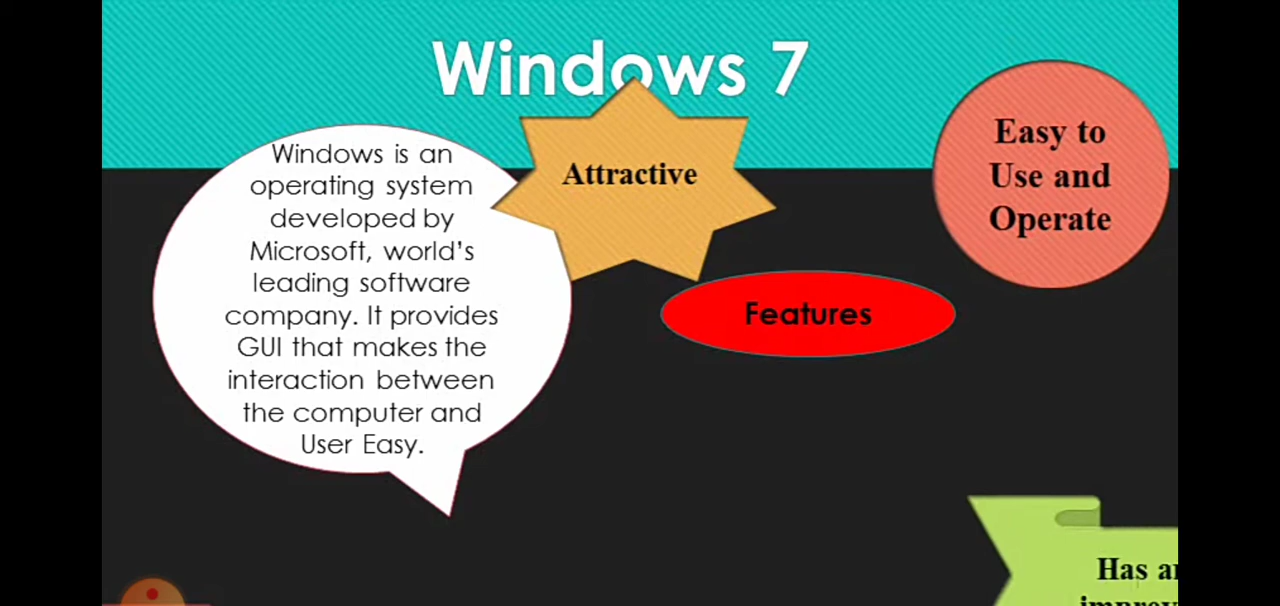 Windows 7
Windows is an
operating system
developed by
Microsoft, world's
leading software
company. It provides
GUI that makes the
interaction between
the computer and
User Easy.
Attractive
Easy to
Use and
Operate
Features
Has